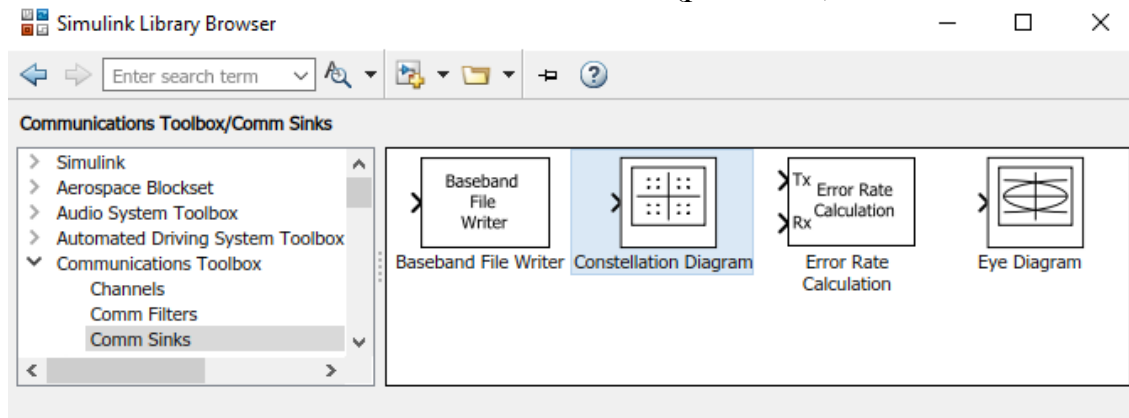 Simulink Library Browser
Enter search term
Communications Toolbox/Comm Sinks
Simulink
Aerospace Blockset
Audio System Toolbox
Automated Driving System Toolbox
Communications Toolbox
Channels
Comm Filters
Comm Sinks
Baseband
File
Writer
Baseband File Writer
Constellation Diagram
Tx
Error Rate
Calculation
Rx
Error Rate
Calculation
Eye Diagram